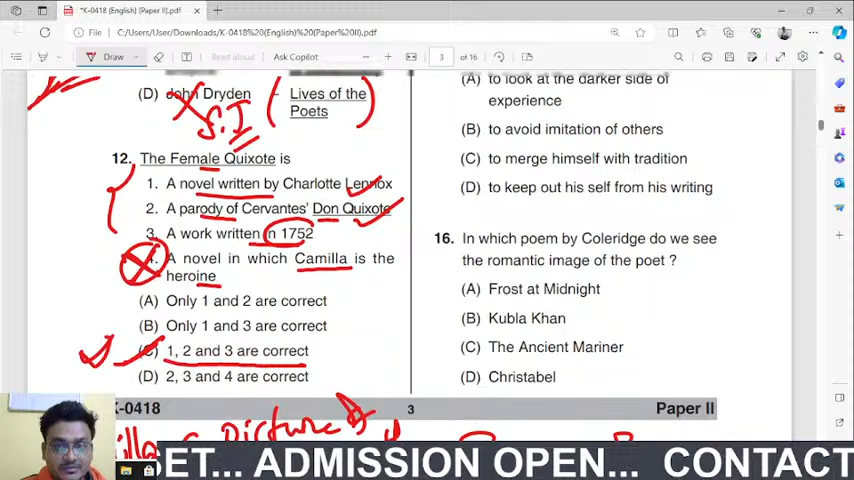 *K-0418 (English) (Paper II).pdf
File
C:/Users/User/Downloads/K-0418%20(English)%20(Paper%20II).pdf
Draw
Read aloud
Ask Copilot
3
of 16
(D) John Dryden - Lives of the
Poets
S.I
12. The Female Quixote is
1. A novel written by Charlotte Lennox
2. A parody of Cervantes' Don Quixote
3. A work written in 1752
4. A novel in which Camilla is the
heroine
(A) Only 1 and 2 are correct
(B) Only 1 and 3 are correct
(C) 1, 2 and 3 are correct
(D) 2, 3 and 4 are correct
(A) to look at the darker side of
experience
(B) to avoid imitation of others
(C) to merge himself with tradition
(D) to keep out his self from his writing
16. In which poem by Coleridge do we see
the romantic image of the poet ?
(A) Frost at Midnight
(B) Kubla Khan
(C) The Ancient Mariner
(D) Christabel
K-0418
3
Paper II
Picture
SET... ADMISSION OPEN... CONTACT